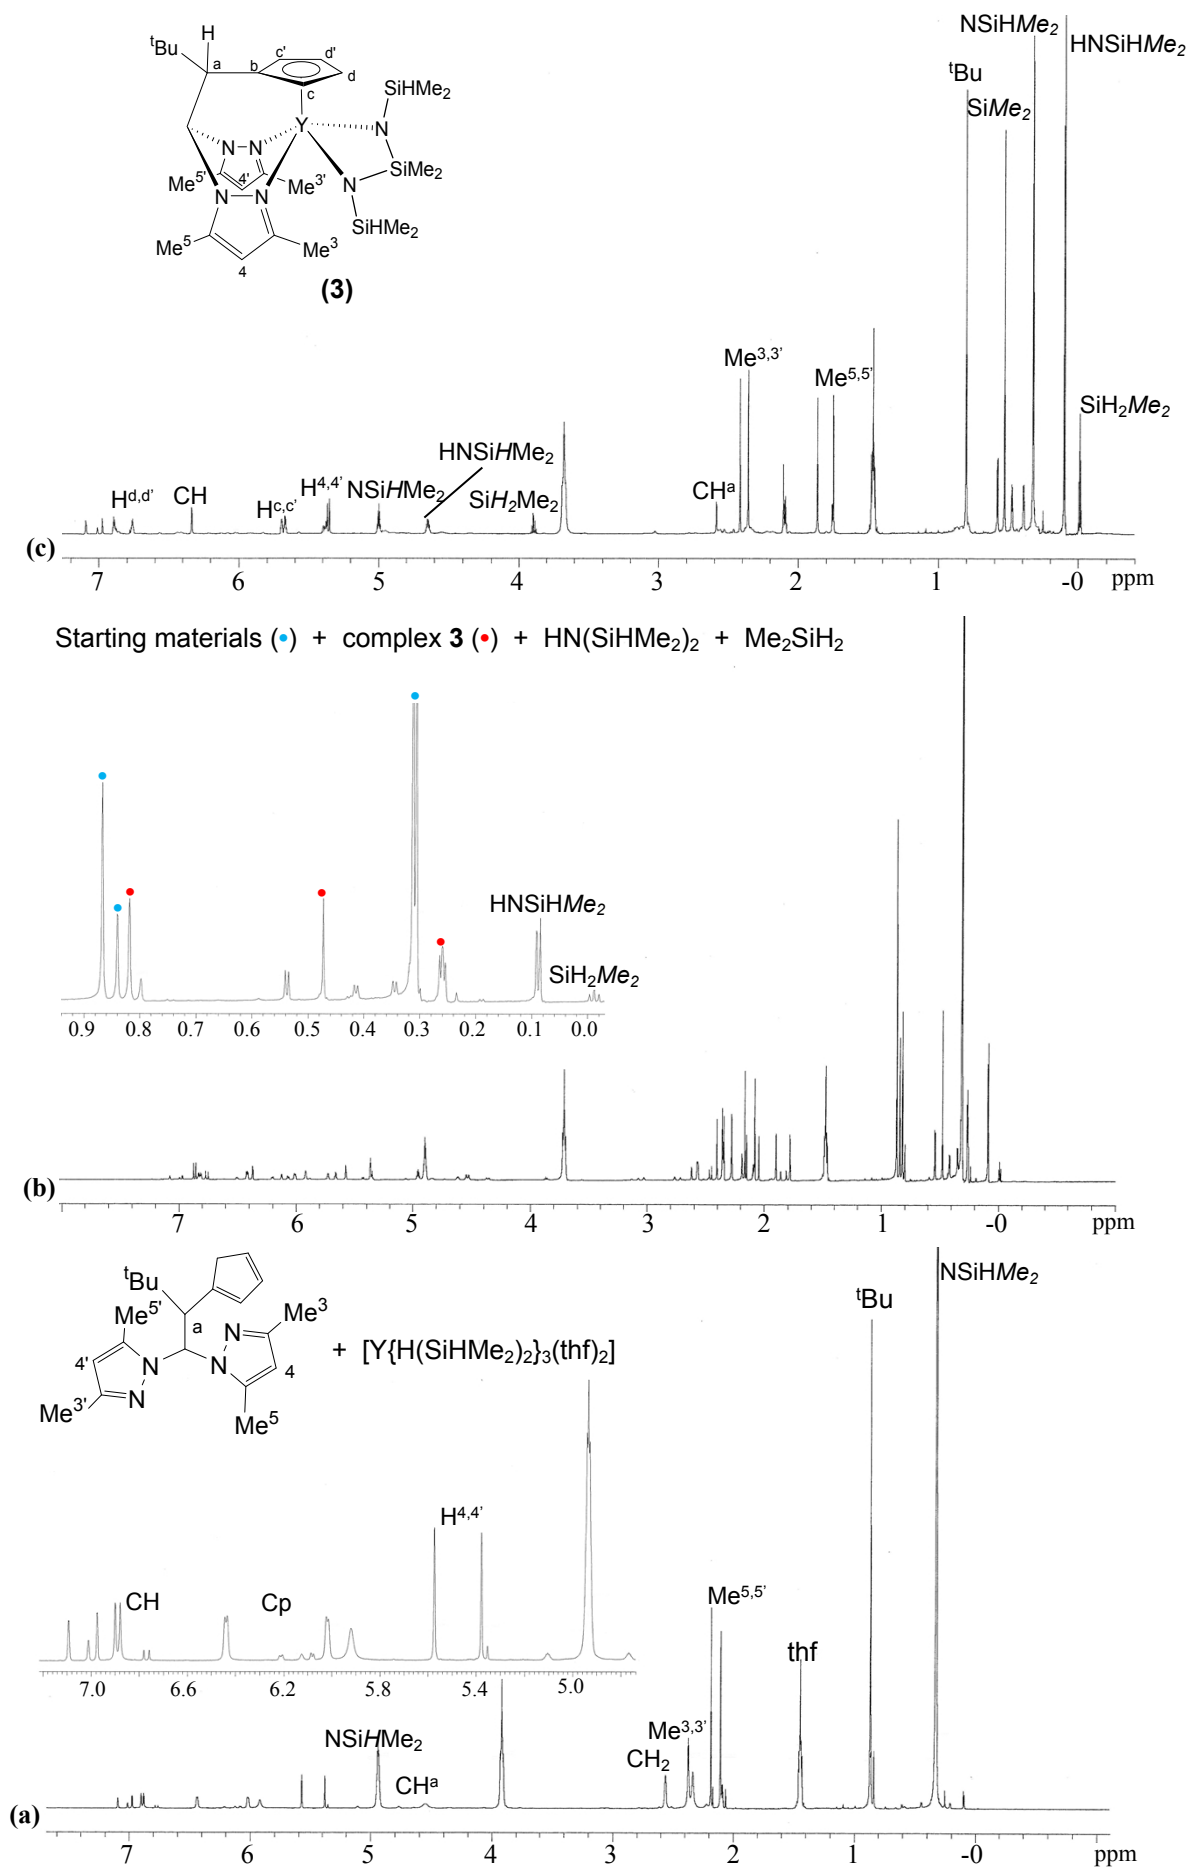 H
ᵗBu
a
b
c'
d'
d
c
SiHMe₂
Y
N
N
N
SiMe₂
Me⁵'
4'
Me³'
N
N
N
SiHMe₂
Me⁵
Me³
4
(3)
NSiHMe₂
HNSiHMe₂
ᵗBu
SiMe₂
Me³,³'
Me⁵,⁵'
SiH₂Me₂
HNSiHMe₂
Hᵈ,ᵈ'
CH
Hᶜ,ᶜ'
H⁴,⁴'
NSiHMe₂
SiH₂Me₂
CHᵃ
(c)
7 6 5 4 3 2 1 -0 ppm
Starting materials (•) + complex 3 (•) + HN(SiHMe₂)₂ + Me₂SiH₂
HNSiHMe₂
SiH₂Me₂
0.9 0.8 0.7 0.6 0.5 0.4 0.3 0.2 0.1 0.0
(b)
7 6 5 4 3 2 1 -0 ppm
ᵗBu
Me⁵'
a
Me³
N
4'
N
N
4
Me³'
N
Me⁵
+ [Y{H(SiHMe₂)₂}₃(thf)₂]
NSiHMe₂
ᵗBu
H⁴,⁴'
CH
Cp
Me⁵,⁵'
thf
7.0 6.6 6.2 5.8 5.4 5.0
NSiHMe₂
CHᵃ
CH₂
Me³,³'
(a)
7 6 5 4 3 2 1 -0 ppm